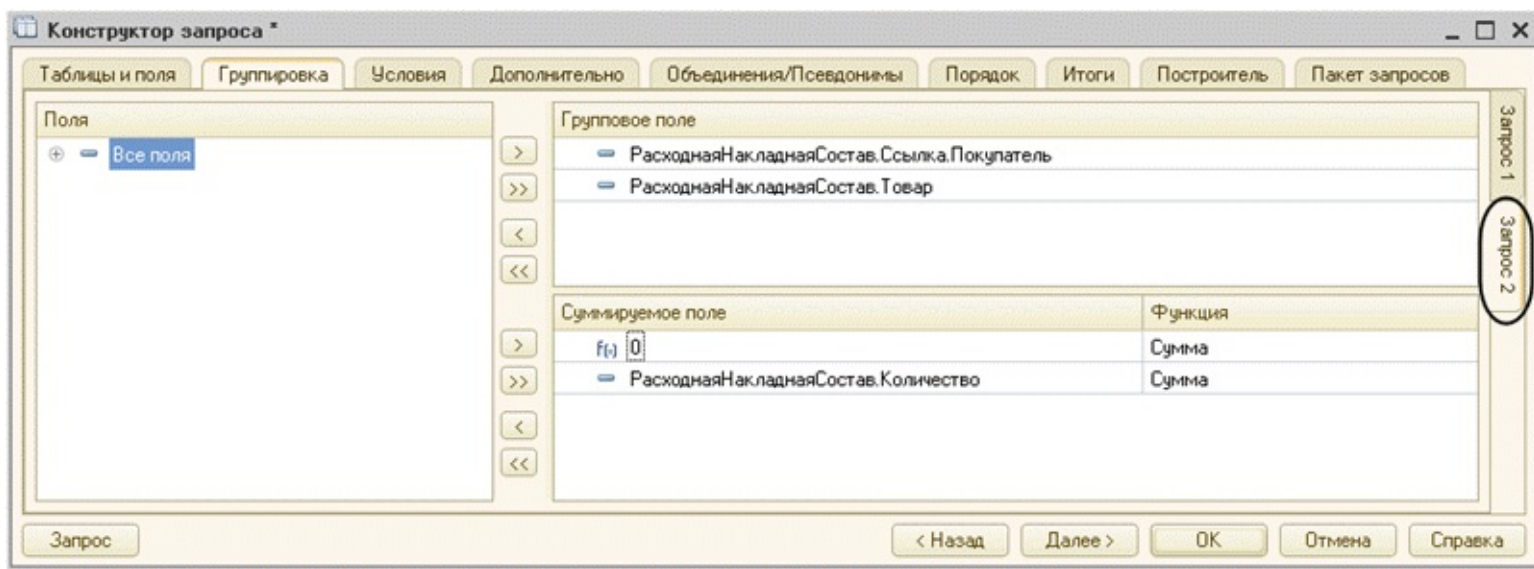 Конструктор запроса *
Таблицы и поля Группировка Условия Дополнительно Объединения/Псевдонимы Порядок Итоги Построитель Пакет запросов
Поля
Все поля
>
>>
<
<<
Групповое поле
РасходнаяНакладнаяСостав.Ссылка.Покупатель
РасходнаяНакладнаяСостав.Товар
>
>>
<
<<
Суммируемое поле Функция
f(-) 0 Сумма
РасходнаяНакладнаяСостав.Количество Сумма
Запрос 1
Запрос 2
Запрос < Назад Далее > ОК Отмена Справка